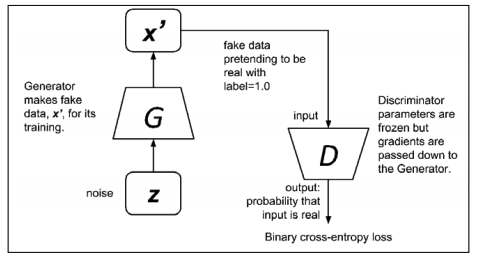 x'
fake data
pretending to be
real with
label=1.0
Generator
makes fake
data, x', for its
training.
G
input
Discriminator
parameters are
frozen but
gradients are
passed down to
the Generator.
D
noise
z
output:
probability that
input is real
Binary cross-entropy loss